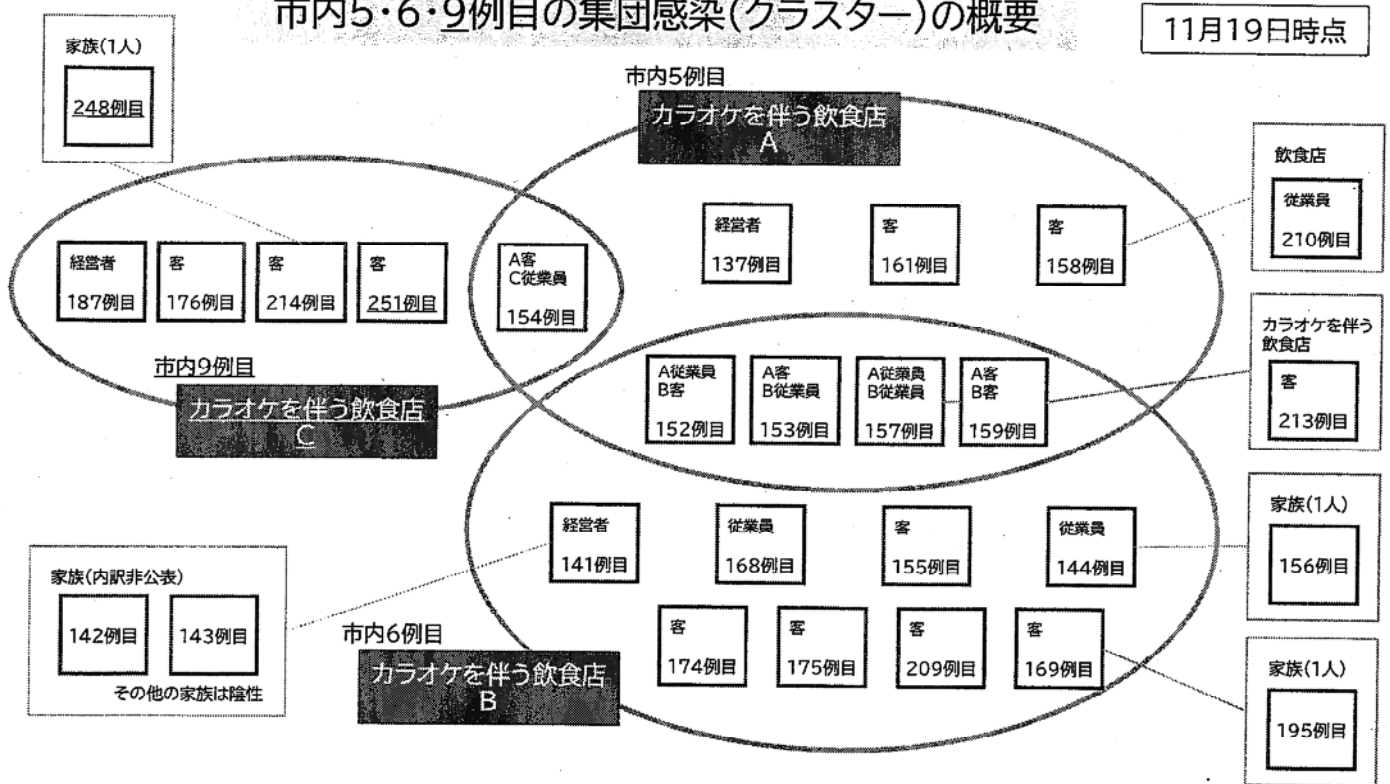 市内5・6・9例目の集団感染(クラスター)の概要
11月19日時点
家族(1人)
248例目
市内5例目
カラオケを伴う飲食店
A
経営者
137例目
客
161例目
客
158例目
飲食店
従業員
210例目
経営者
187例目
客
176例目
客
214例目
客
251例目
A客
C従業員
154例目
市内9例目
カラオケを伴う飲食店
C
A従業員
B客
152例目
A客
B従業員
153例目
A従業員
B従業員
157例目
A客
B客
159例目
カラオケを伴う
飲食店
客
213例目
経営者
141例目
従業員
168例目
客
155例目
従業員
144例目
家族(1人)
156例目
家族(内訳非公表)
142例目
143例目
その他の家族は陰性
市内6例目
カラオケを伴う飲食店
B
客
174例目
客
175例目
客
209例目
客
169例目
家族(1人)
195例目